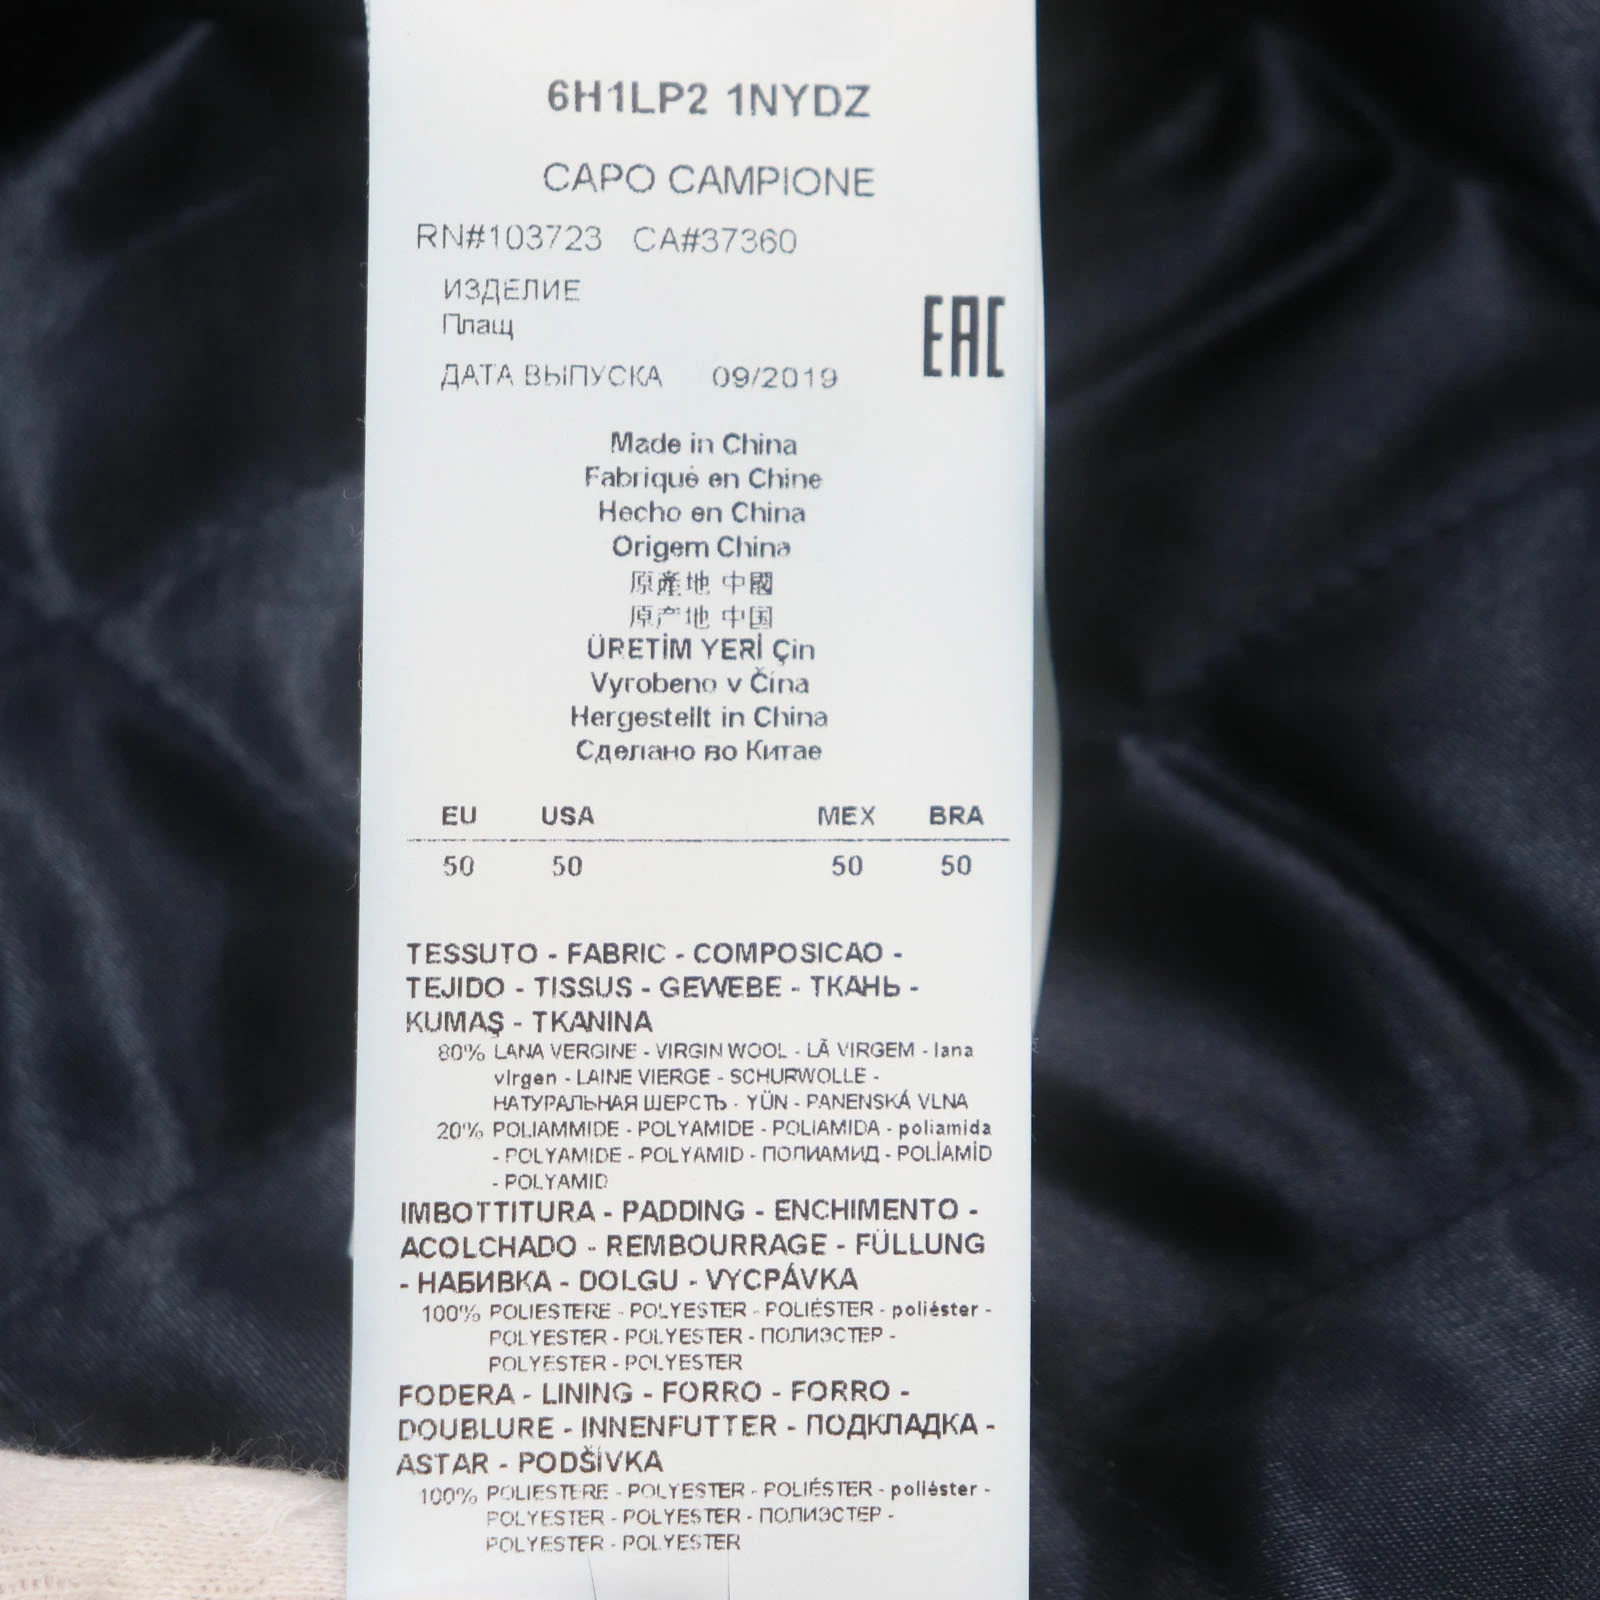 6H1LP2 1NYDZ
CAPO CAMPIONE
RN#103723 CA#37360
ИЗДЕЛИЕ
Плащ
EAC
ДАТА ВЫПУСКА 09/2019
Made in China
Fabriqué en Chine
Hecho en China
Origem China
原產地 中國
原产地 中国
ÜRETİM YERİ Çin
Vyrobeno v Čína
Hergestellt in China
Сделано во Китае
EU USA MEX BRA
50 50 50 50
TESSUTO - FABRIC - COMPOSICAO -
TEJIDO - TISSUS - GEWEBE - ТКАНЬ -
KUMAŞ - TKANINA
80% LANA VERGINE - VIRGIN WOOL - LÃ VIRGEM - lana
virgen - LAINE VIERGE - SCHURWOLLE -
НАТУРАЛЬНАЯ ШЕРСТЬ - YÜN - PANENSKÁ VLNA
20% POLIAMMIDE - POLYAMIDE - POLIAMIDA - poliamida
- POLYAMIDE - POLYAMID - ПОЛИАМИД - POLİAMİD
- POLYAMID
IMBOTTITURA - PADDING - ENCHIMENTO -
ACOLCHADO - REMBOURRAGE - FÜLLUNG
- НАБИВКА - DOLGU - VYCPÁVKA
100% POLIESTERE - POLYESTER - POLIÉSTER - poliéster -
POLYESTER - POLYESTER - ПОЛИЭСТЕР -
POLYESTER - POLYESTER
FODERA - LINING - FORRO - FORRO -
DOUBLURE - INNENFUTTER - ПОДКЛАДКА -
ASTAR - PODŠÍVKA
100% POLIESTERE - POLYESTER - POLIÉSTER - poliéster -
POLYESTER - POLYESTER - ПОЛИЭСТЕР -
POLYESTER - POLYESTER